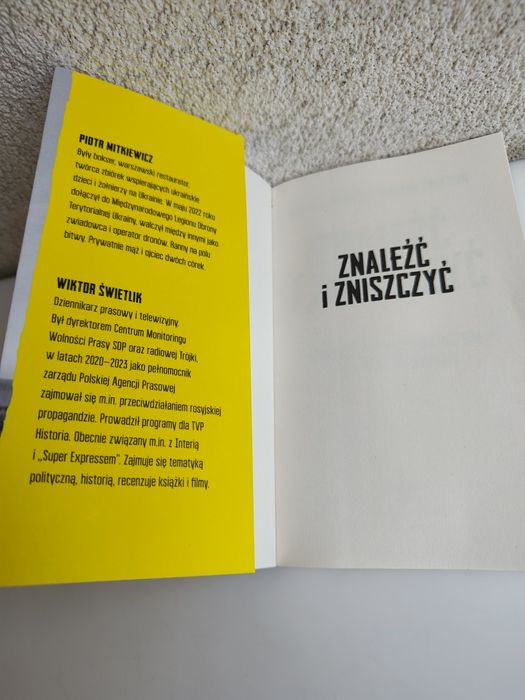 PIOTR MITKIEWICZ
Były bokser, warszawski restaurator,
twórca zbiórek wspierających ukraińskie
dzieci i żołnierzy na Ukrainie. W maju 2022 roku
dołączył do Międzynarodowego Legionu Obrony
Terytorialnej Ukrainy, walczył między innymi jako
zwiadowca i operator dronów. Ranny na polu
bitwy. Prywatnie mąż i ojciec dwóch córek.
WIKTOR ŚWIETLIK
Dziennikarz prasowy i telewizyjny.
Był dyrektorem Centrum Monitoringu
Wolności Prasy SDP oraz radiowej Trójki,
w latach 2020–2023 jako pełnomocnik
zarządu Polskiej Agencji Prasowej
zajmował się m.in. przeciwdziałaniem rosyjskiej
propagandzie. Prowadził programy dla TVP
Historia. Obecnie związany m.in. z Interią
i „Super Expressem”. Zajmuje się tematyką
polityczną, historią, recenzuje książki i filmy.
ZNALEŹĆ
i ZNISZCZYĆ